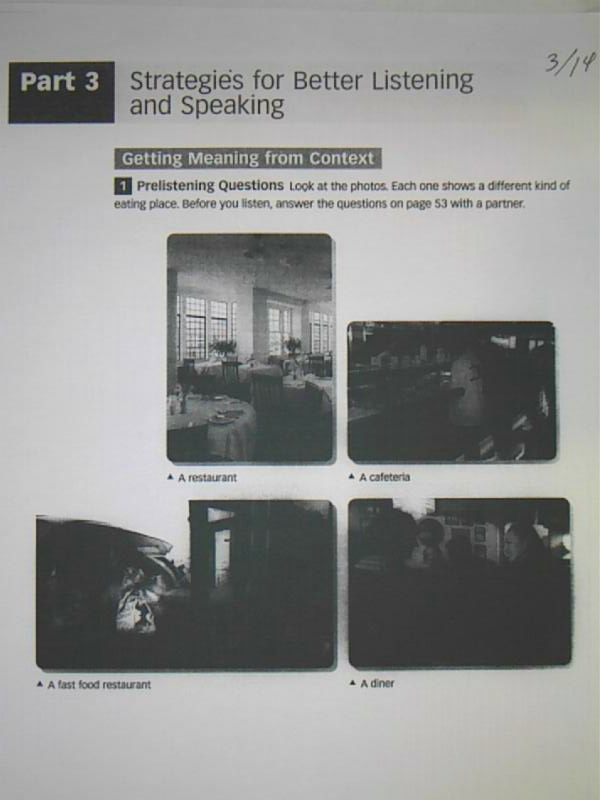 3/14
Part 3
Strategies for Better Listening
and Speaking
Getting Meaning from Context
1 Prelistening Questions Look at the photos. Each one shows a different kind of
eating place. Before you listen, answer the questions on page 53 with a partner.
▲ A restaurant
▲ A cafeteria
▲ A fast food restaurant
▲ A diner